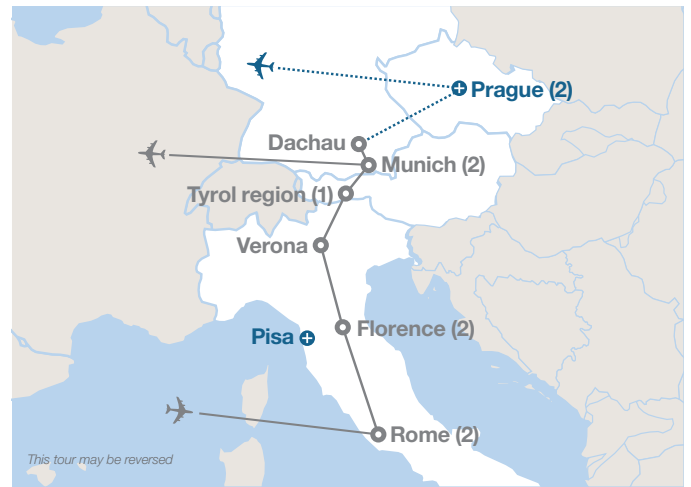 Prague (2)
Dachau
Munich (2)
Tyrol region (1)
Verona
Florence (2)
Pisa
Rome (2)
This tour may be reversed